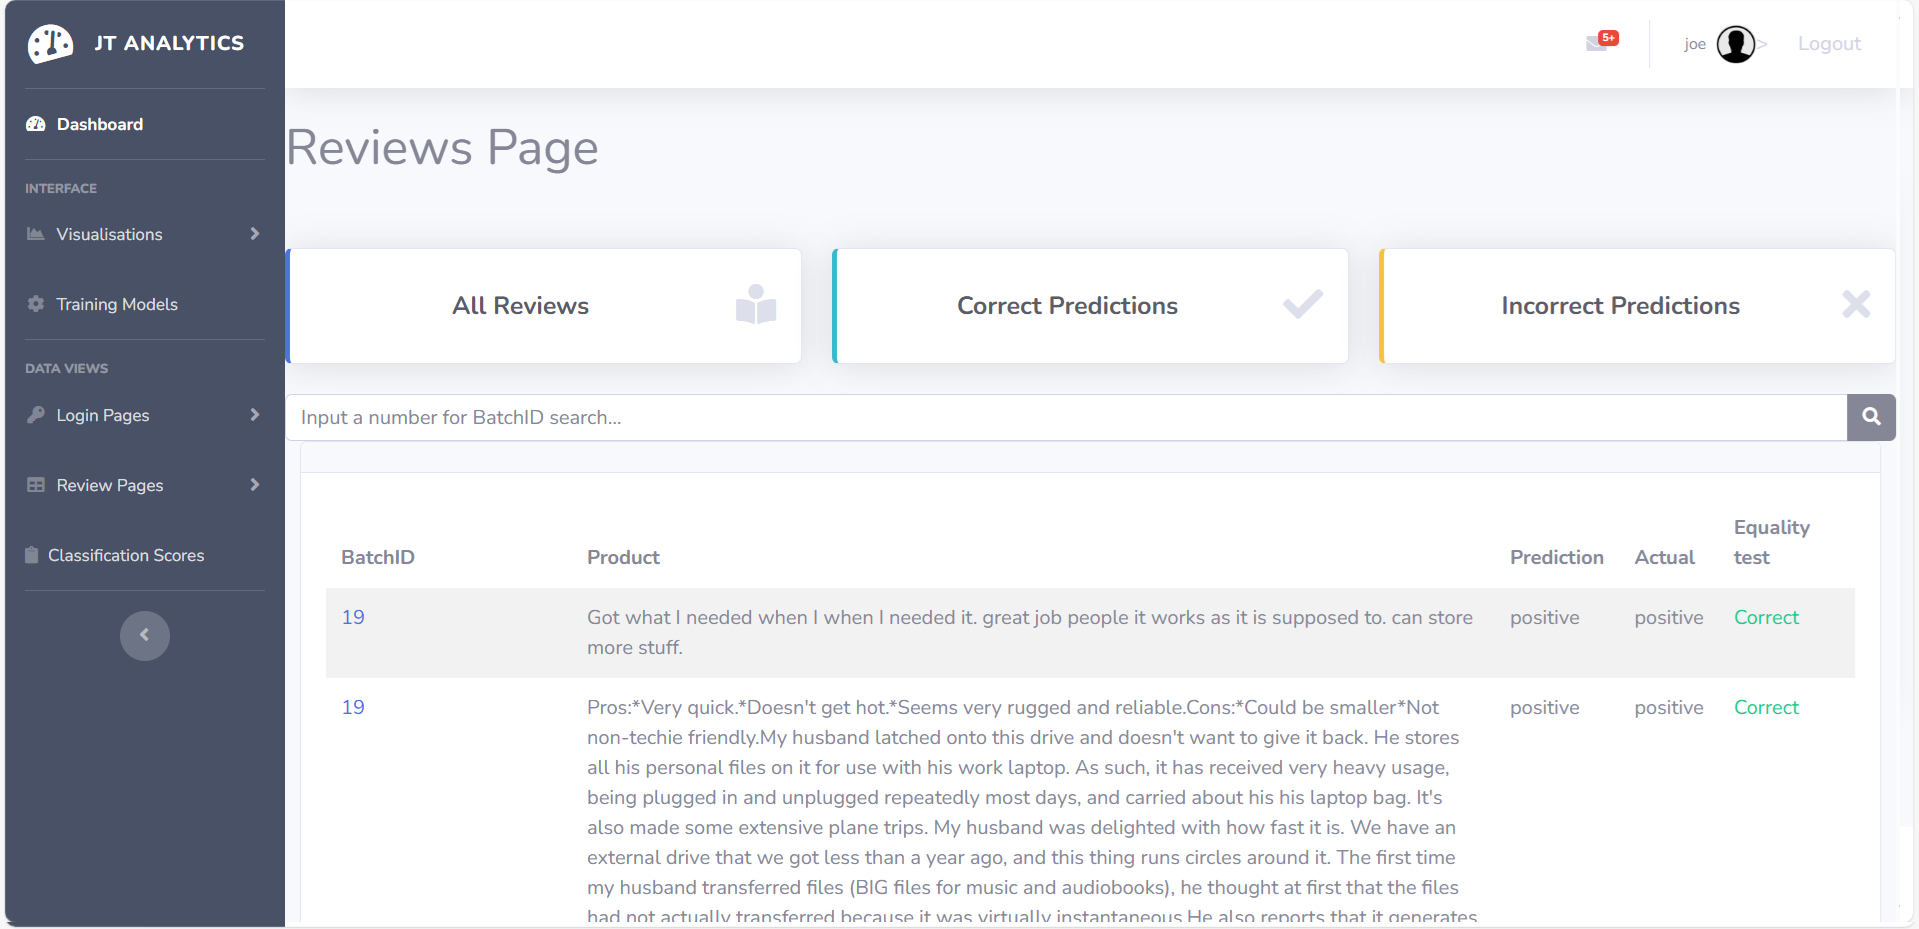 JT ANALYTICS
5+
joe
>
Logout
Dashboard
INTERFACE
Visualisations
Training Models
DATA VIEWS
Login Pages
Review Pages
Classification Scores
Reviews Page
All Reviews
Correct Predictions
Incorrect Predictions
Input a number for BatchID search...
BatchID Product Prediction Actual Equality
test
19 Got what I needed when I when I needed it. great job people it works as it is supposed to. can store positive positive Correct
more stuff.
19 Pros:*Very quick.*Doesn't get hot.*Seems very rugged and reliable.Cons:*Could be smaller*Not positive positive Correct
non-techie friendly.My husband latched onto this drive and doesn't want to give it back. He stores
all his personal files on it for use with his work laptop. As such, it has received very heavy usage,
being plugged in and unplugged repeatedly most days, and carried about his his laptop bag. It's
also made some extensive plane trips. My husband was delighted with how fast it is. We have an
external drive that we got less than a year ago, and this thing runs circles around it. The first time
my husband transferred files (BIG files for music and audiobooks), he thought at first that the files
had not actually transferred because it was virtually instantaneous.He also reports that it generates